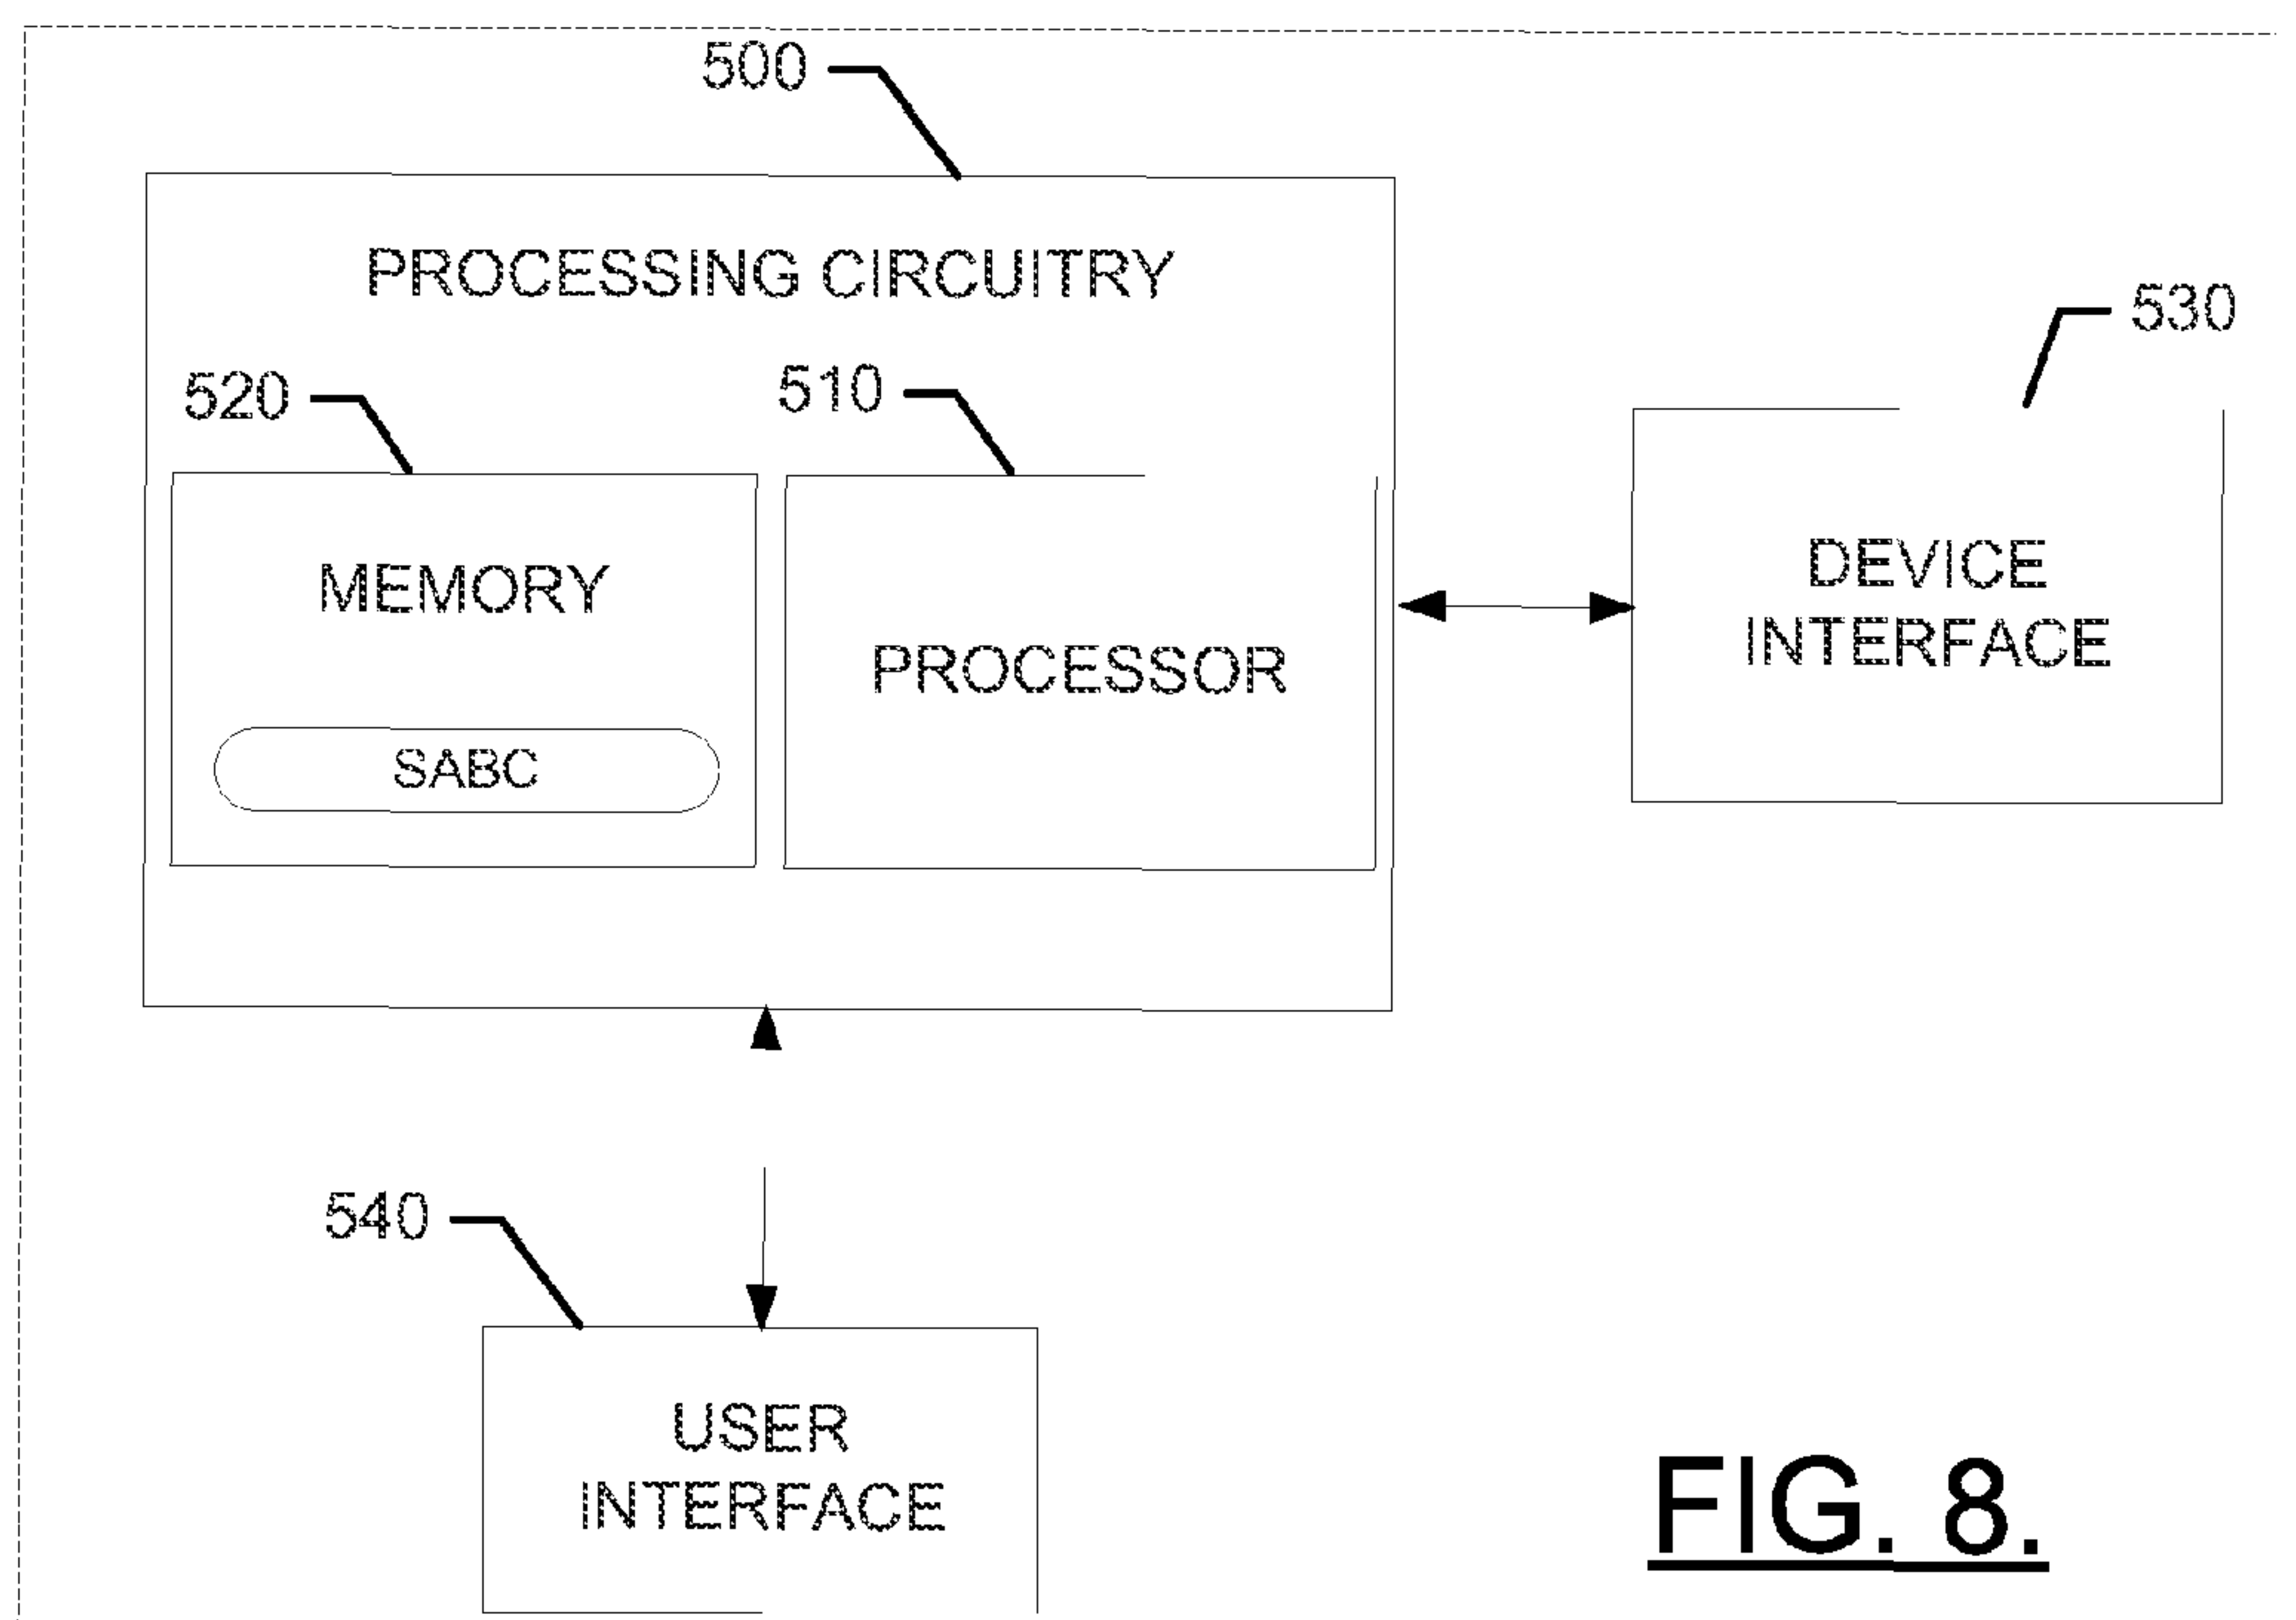 500
PROCESSING CIRCUITRY
530
520
510
MEMORY
PROCESSOR
DEVICE
INTERFACE
SABC
540
USER
INTERFACE
FIG. 8.